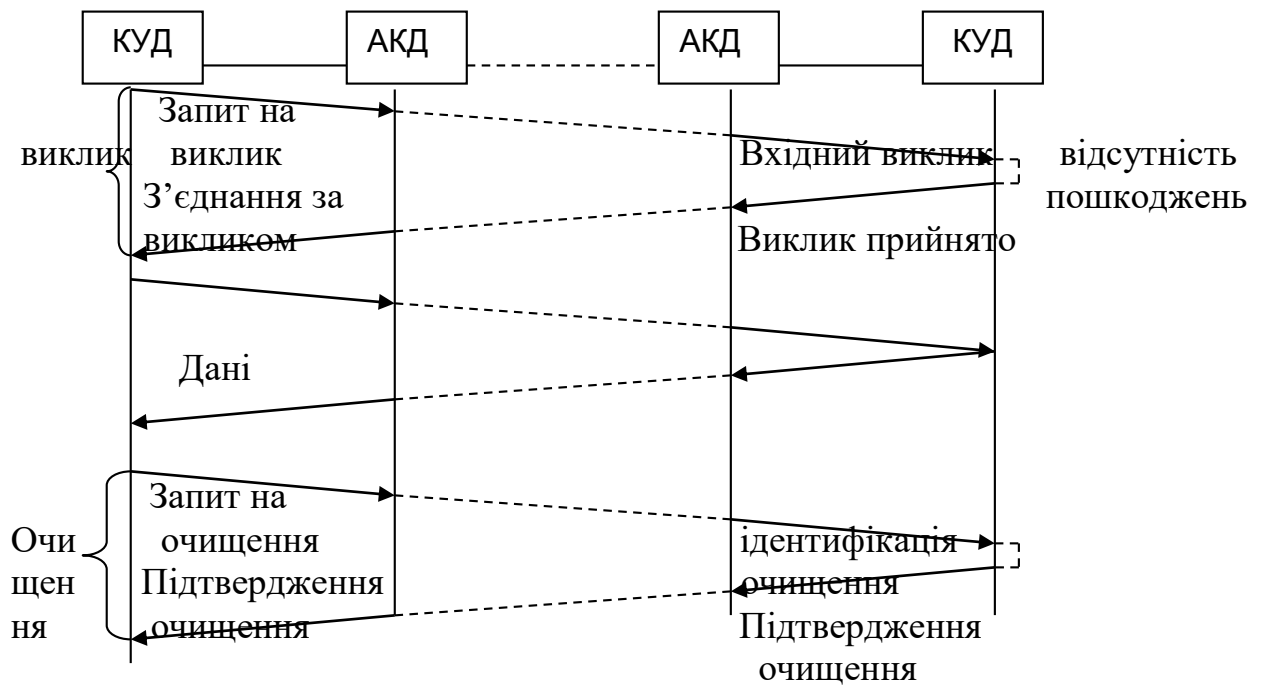 КУД АКД АКД КУД
Запит на
виклик виклик Вхідний виклик відсутність
З’єднання за пошкоджень
викликом Виклик прийнято
Дані
Запит на
Очи очищення ідентифікація
щен Підтвердження очищення
ня очищення Підтвердження
очищення